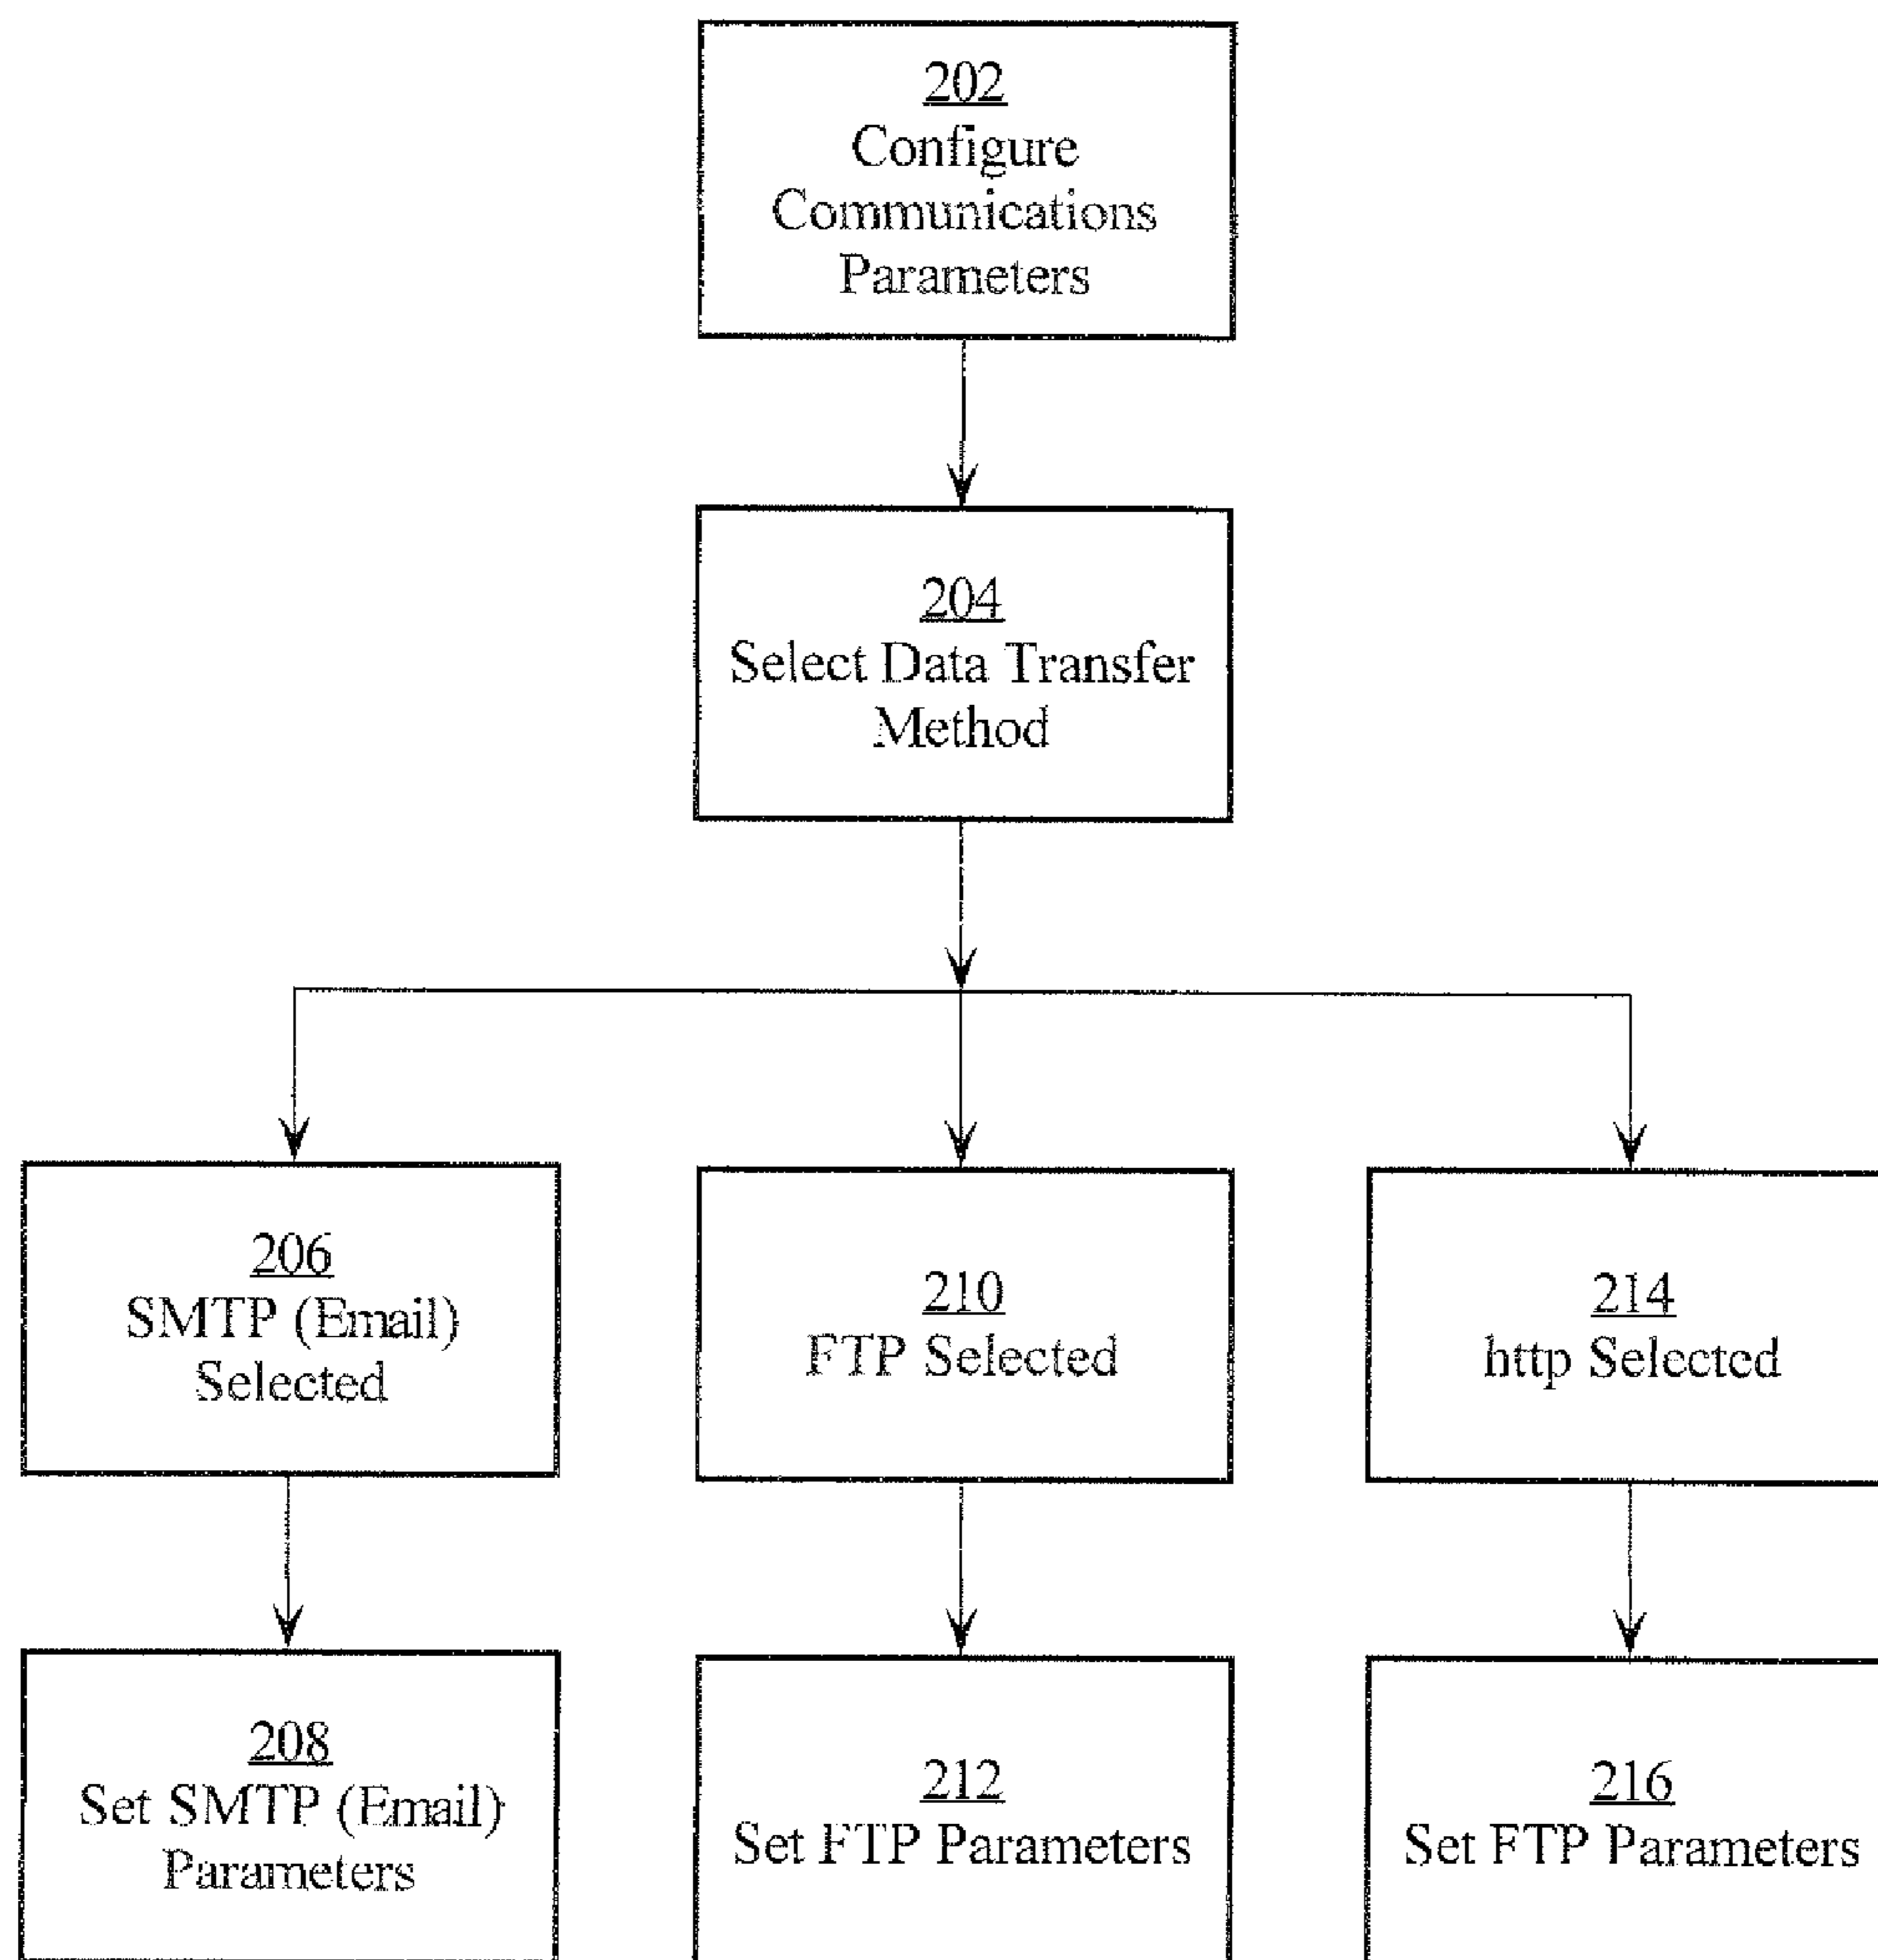 202
Configure
Communications
Parameters
204
Select Data Transfer
Method
206
SMTP (Email)
Selected
210
FTP Selected
214
http Selected
208
Set SMTP (Email)
Parameters
212
Set FTP Parameters
216
Set FTP Parameters